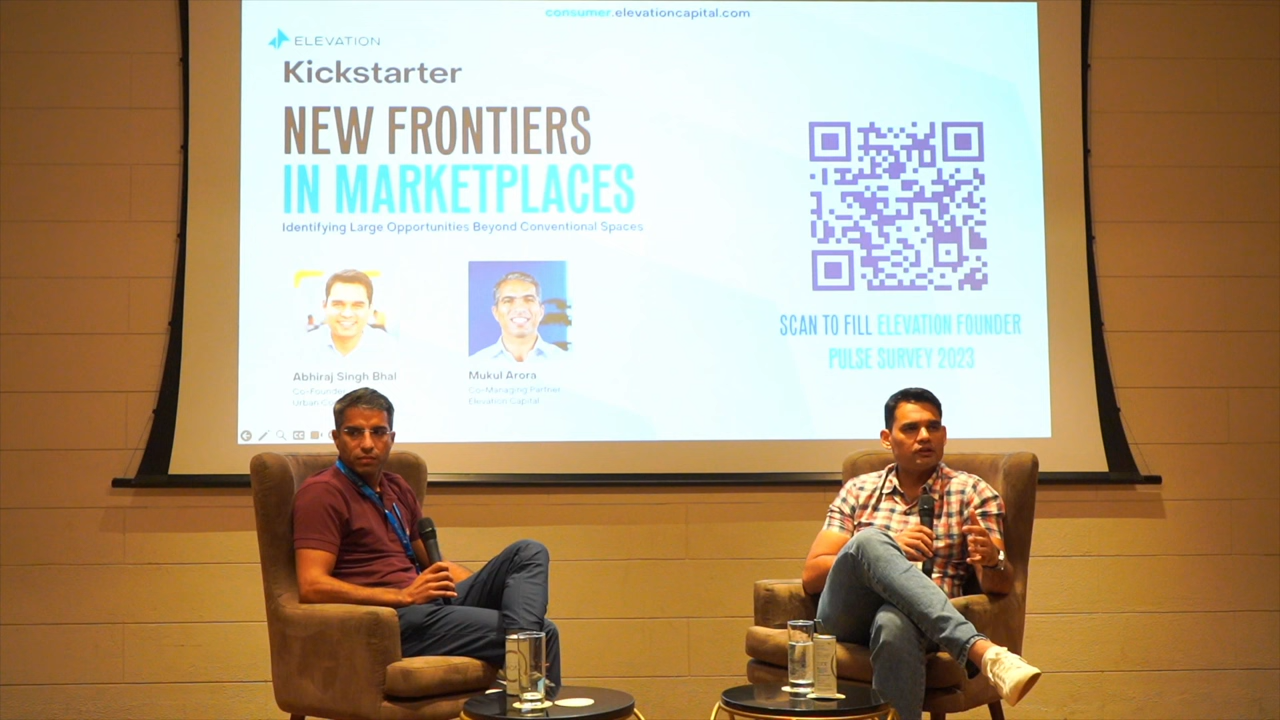 consumer.elevationcapital.com
ELEVATION
Kickstarter
NEW FRONTIERS
IN MARKETPLACES
Identifying Large Opportunities Beyond Conventional Spaces
Abhiraj Singh Bhal
Co-Founder
Urban
Mukul Arora
Co-Managing Partner
Elevation Capital
SCAN TO FILL ELEVATION FOUNDER
PULSE SURVEY 2023